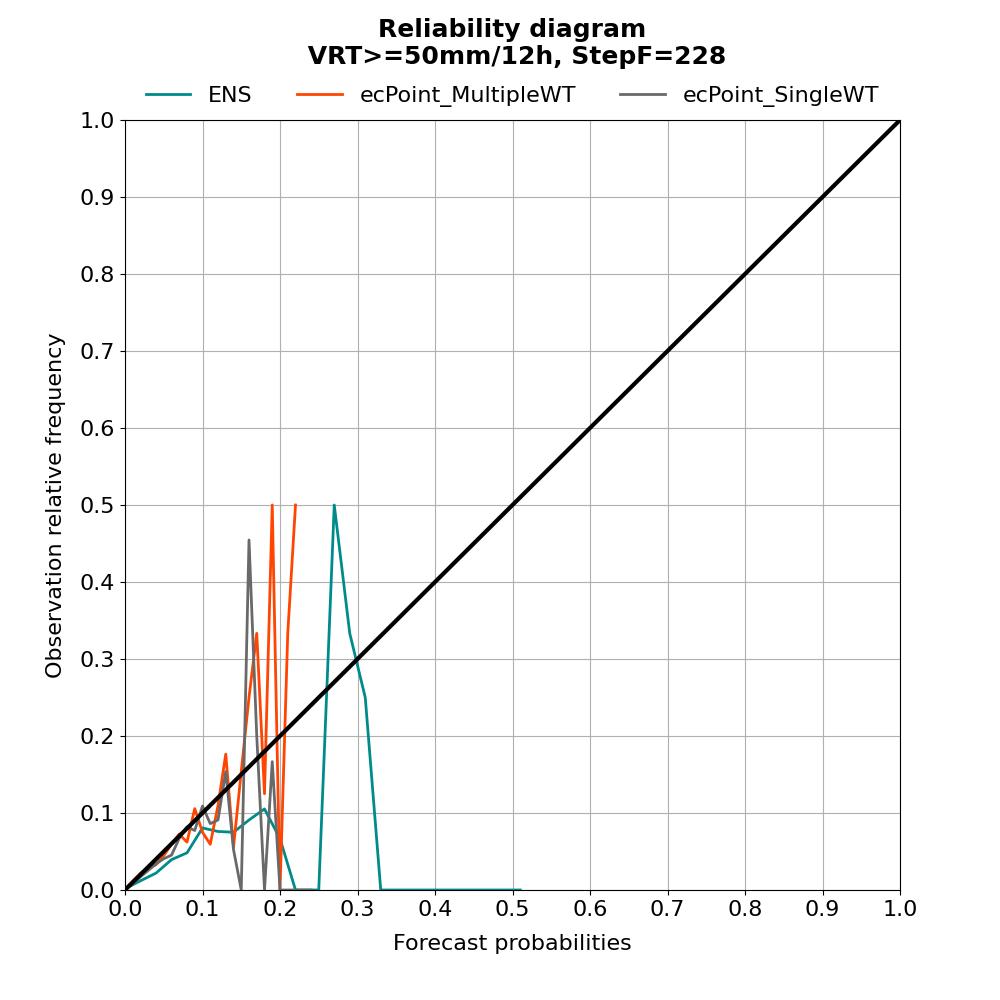 Reliability diagram
VRT>=50mm/12h, StepF=228
ENS ecPoint_MultipleWT ecPoint_SingleWT
1.0
0.9
0.8
0.7
0.6
0.5
0.4
0.3
0.2
0.1
0.0
Observation relative frequency
0.0 0.1 0.2 0.3 0.4 0.5 0.6 0.7 0.8 0.9 1.0
Forecast probabilities